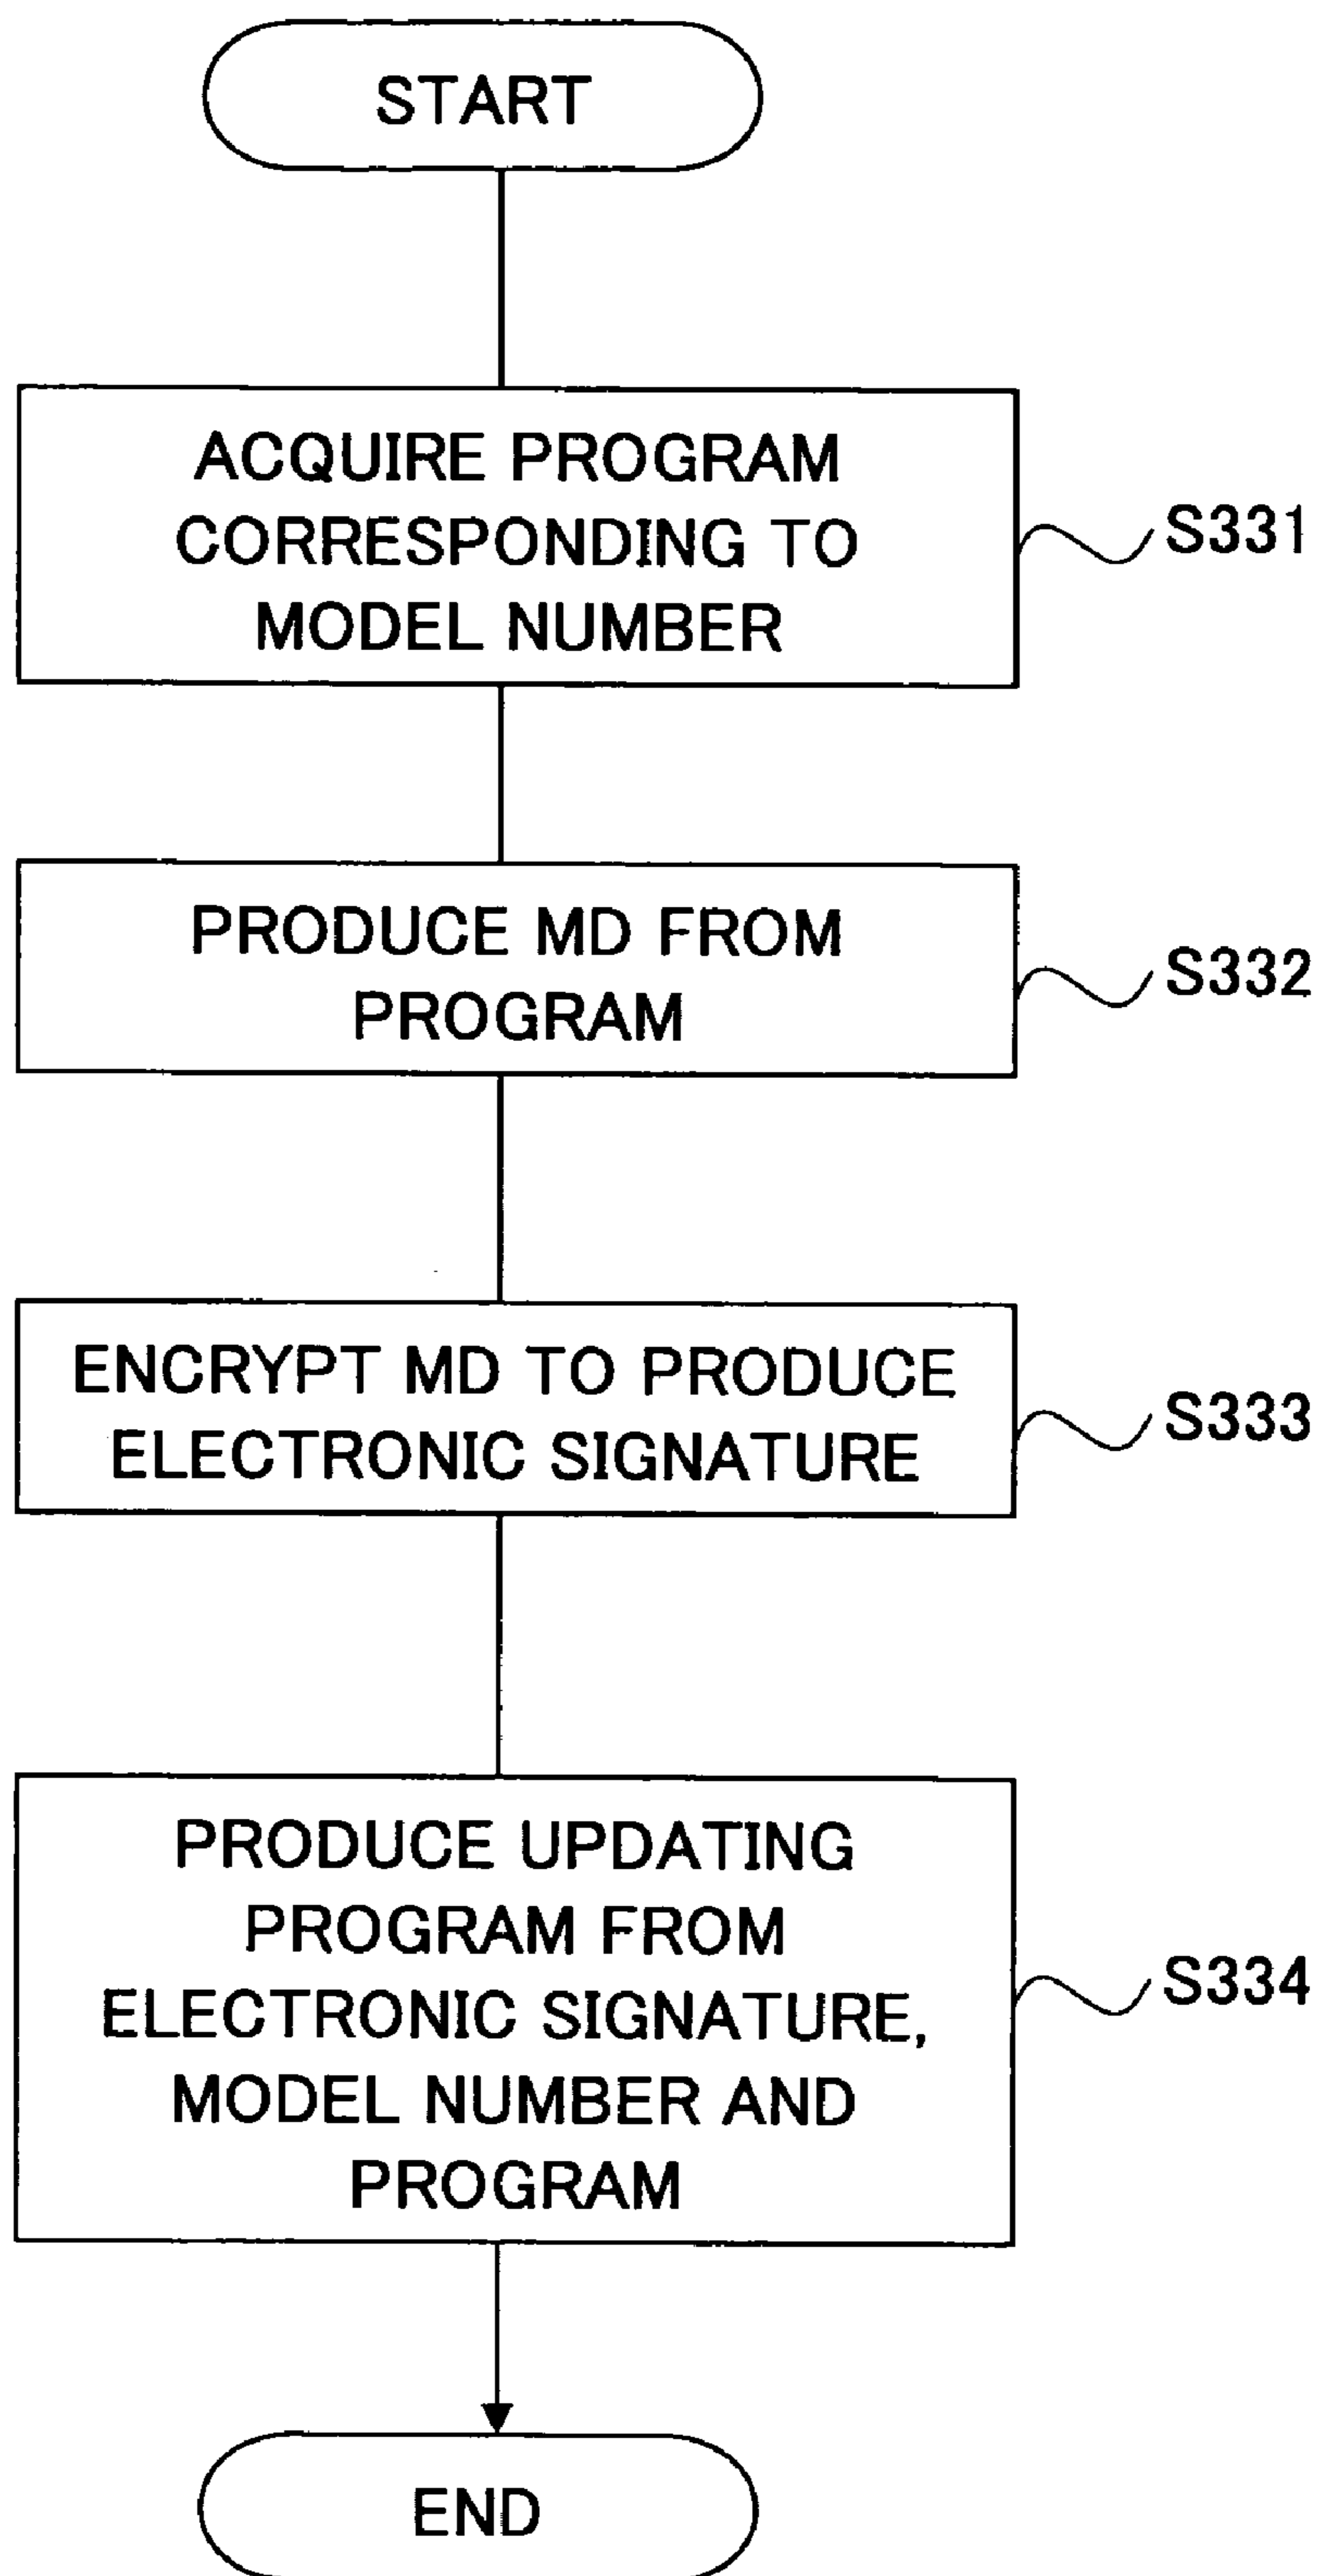 START
ACQUIRE PROGRAM
CORRESPONDING TO
MODEL NUMBER
S331
PRODUCE MD FROM
PROGRAM
S332
ENCRYPT MD TO PRODUCE
ELECTRONIC SIGNATURE
S333
PRODUCE UPDATING
PROGRAM FROM
ELECTRONIC SIGNATURE,
MODEL NUMBER AND
PROGRAM
S334
END